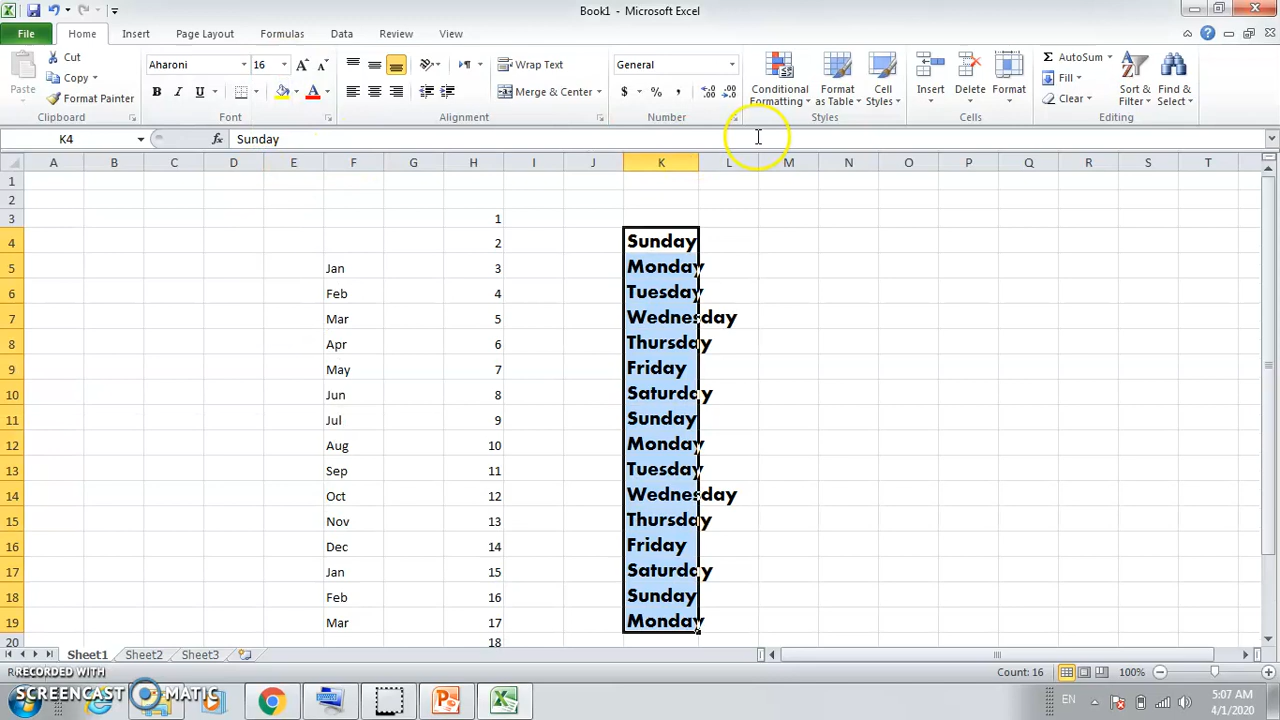 Book1 - Microsoft Excel
File Home Insert Page Layout Formulas Data Review View
Paste
Cut
Copy
Format Painter
Clipboard
Aharoni 16
B I U
Font
Wrap Text
Merge & Center
Alignment
General
$ % ,
Number
Conditional Formatting
Format as Table
Cell Styles
Styles
Insert
Delete
Format
Cells
AutoSum
Fill
Clear
Sort & Filter
Find & Select
Editing
K4 fx Sunday
A B C D E F G H I J K L M N O P Q R S T
1
2
3 1
4 2 Sunday
5 Jan 3 Monday
6 Feb 4 Tuesday
7 Mar 5 Wednesday
8 Apr 6 Thursday
9 May 7 Friday
10 Jun 8 Saturday
11 Jul 9 Sunday
12 Aug 10 Monday
13 Sep 11 Tuesday
14 Oct 12 Wednesday
15 Nov 13 Thursday
16 Dec 14 Friday
17 Jan 15 Saturday
18 Feb 16 Sunday
19 Mar 17 Monday
20 18
Sheet1 Sheet2 Sheet3
Count: 16 100%
RECORDED WITH
SCREENCAST MATIC
EN
5:07 AM
4/1/2020